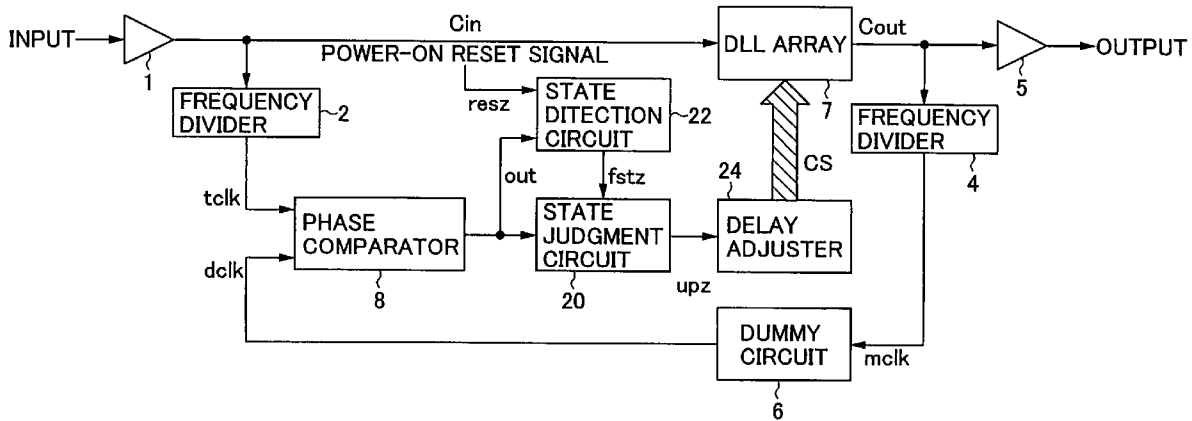 INPUT
1
Cin
POWER-ON RESET SIGNAL
DLL ARRAY
7
Cout
5
OUTPUT
FREQUENCY
DIVIDER
2
resz
STATE
DITECTION
CIRCUIT
22
FREQUENCY
DIVIDER
4
tclk
out
fstz
24
CS
PHASE
COMPARATOR
8
STATE
JUDGMENT
CIRCUIT
20
upz
DELAY
ADJUSTER
dclk
DUMMY
CIRCUIT
6
mclk